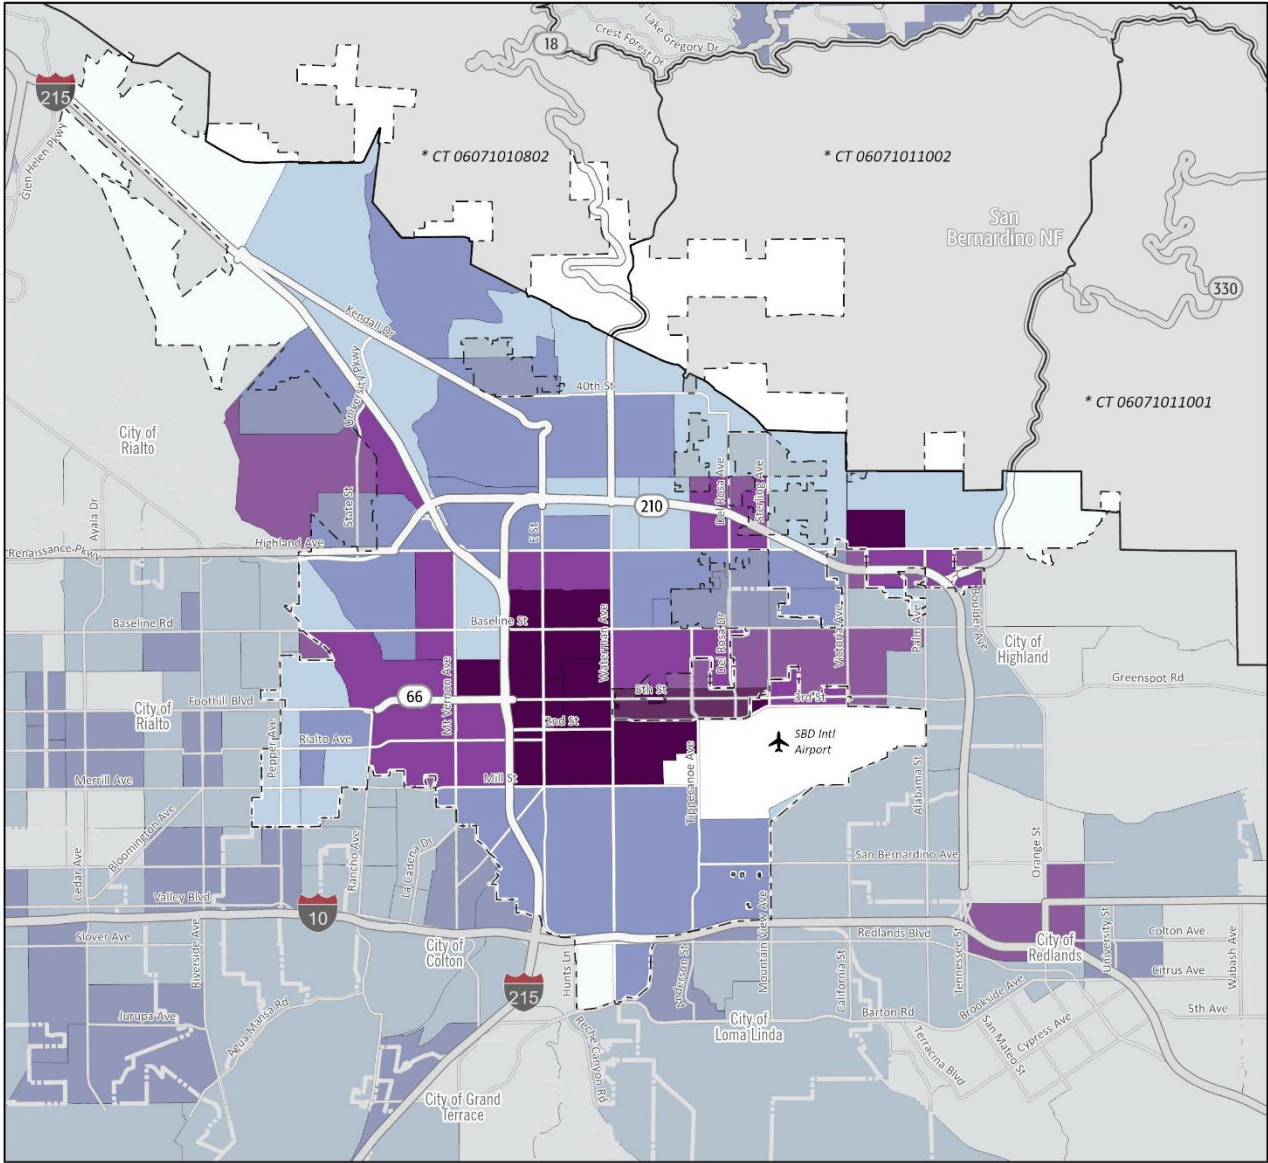 18
Lake Gregory Dr
Crest Forest Dr
215
Glen Helen Pkwy
* CT 06071010802
* CT 06071011002
San
Bernardino NF
330
Kendall Dr
University Pkwy
40th St
* CT 06071011001
City of
Rialto
Ayala Dr
State St
Del Rosa Ave
Sterling Ave
210
E St
Highland Ave
Renaissance Pkwy
Baseline Rd
Baseline St
Waterman Ave
Del Rosa Dr
Victoria Ave
Palm Ave
Boulder Ave
City of
Highland
Mt Vernon Ave
5th St
3rd St
Greenspot Rd
66
Foothill Blvd
City of
Rialto
Pepper Ave
Rialto Ave
2nd St
SBD Intl
Airport
Merrill Ave
Mill St
Tippecanoe Ave
Alabama St
Bloomington Ave
Cedar Ave
Rancho Ave
La Cadena Dr
San Bernardino Ave
Orange St
Valley Blvd
10
Slover Ave
Riverside Ave
City of
Colton
Hunts Ln
Anderson St
Mountain View Ave
Redlands Blvd
California St
Tennessee St
City of
Redlands
University St
Colton Ave
Wabash Ave
Citrus Ave
215
Jurupa Ave
Agua Mansa Rd
Reche Canyon Rd
City of
Loma Linda
Barton Rd
Brookside Ave
5th Ave
Terracina Blvd
San Mateo St
Cypress Ave
City of Grand
Terrace